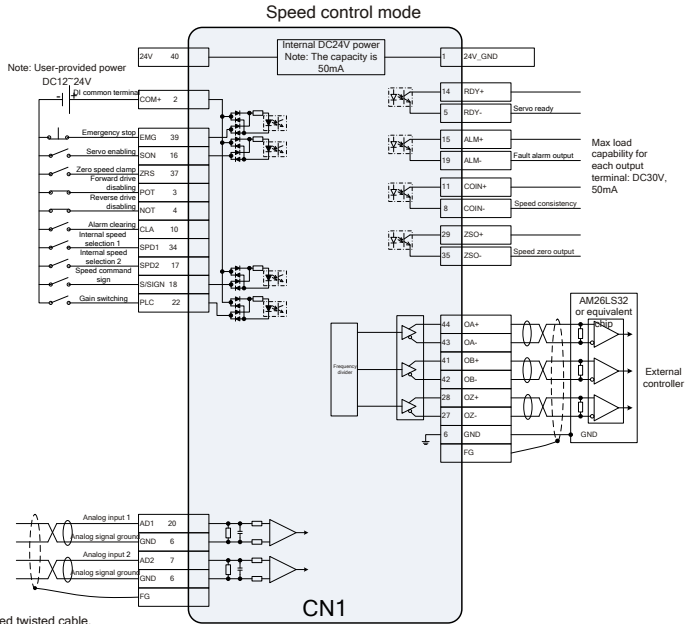 Speed control mode
24V 40
Internal DC24V power
Note: The capacity is
50mA
1 24V_GND
Note: User-provided power
DC12~24V
DI common terminal
COM+ 2
Emergency stop
EMG 39
Servo enabling
SON 16
Zero speed clamp
ZRS 37
Forward drive
disabling
POT 3
Reverse drive
disabling
NOT 4
Alarm clearing
CLA 10
Internal speed
selection 1
SPD1 34
Internal speed
selection 2
SPD2 17
Speed command
sign
S/SIGN 18
Gain switching
PLC 22
14 RDY+
5 RDY-
Servo ready
15 ALM+
19 ALM-
Fault alarm output
11 COIN+
8 COIN-
Speed consistency
29 ZSO+
35 ZSO-
Speed zero output
Max load
capability for
each output
terminal: DC30V,
50mA
Frequency
divider
44 OA+
43 OA-
41 OB+
42 OB-
28 OZ+
27 OZ-
6 GND
FG
AM26LS32
or equivalent
chip
GND
External
controller
Analog input 1
AD1 20
Analog signal ground
GND 6
Analog input 2
AD2 7
Analog signal ground
GND 6
FG
CN1
ed twisted cable.